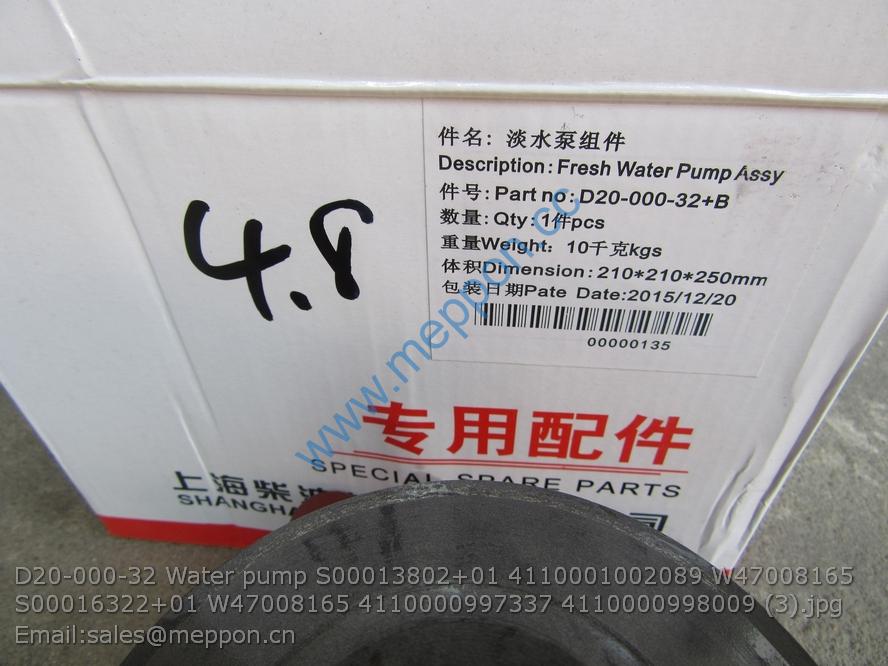 件名: 淡水泵组件
Description: Fresh Water Pump Assy
件号: Part no: D20-000-32+B
数量: Qty: 1件pcs
重量Weight: 10千克kgs
体积Dimension: 210*210*250mm
包装日期Pate Date:2015/12/20
00000135
4.8
www.meppon.cc
专用配件
SPECIAL SPARE PARTS
上海柴
SHANGHA
司
D20-000-32 Water pump S00013802+01 4110001002089 W47008165
S00016322+01 W47008165 4110000997337 4110000998009 (3).jpg
Email:sales@meppon.cn